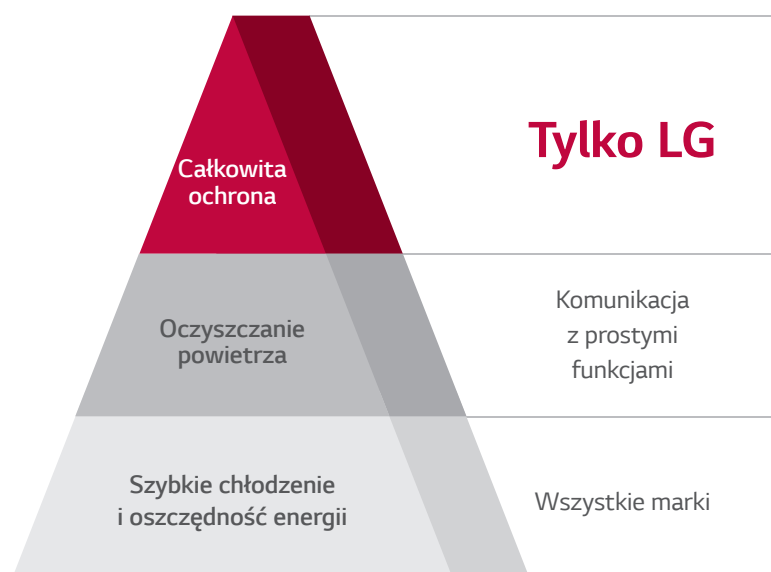 Całkowita
ochrona
Tylko LG
Oczyszczanie
powietrza
Komunikacja
z prostymi
funkcjami
Szybkie chłodzenie
i oszczędność energii
Wszystkie marki